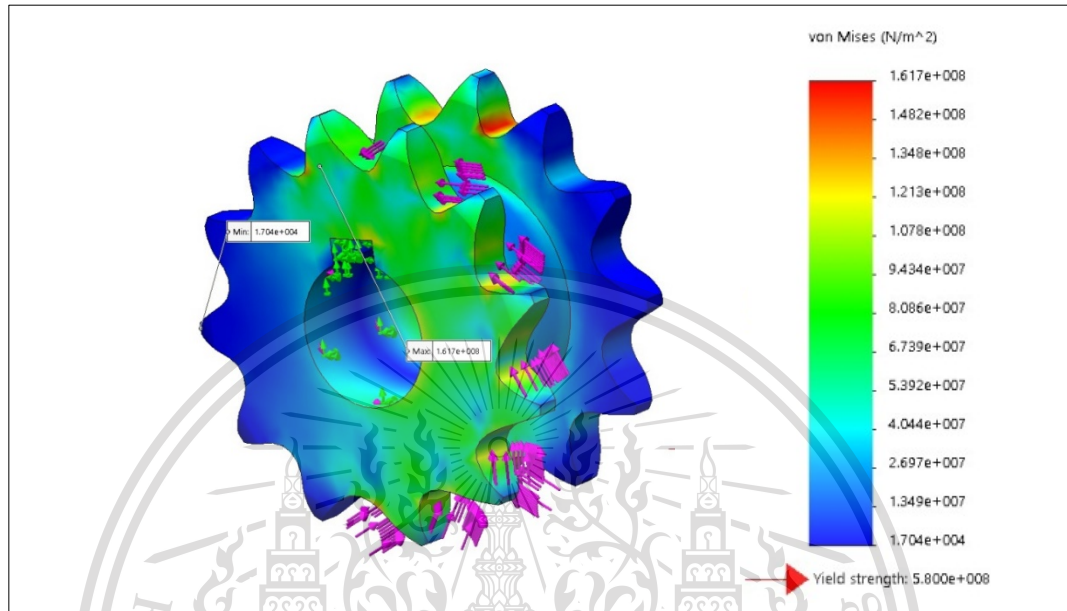 von Mises (N/m^2)
1.617e+008
1.482e+008
1.348e+008
1.213e+008
1.078e+008
9.434e+007
8.086e+007
6.739e+007
5.392e+007
4.044e+007
2.697e+007
1.349e+007
1.704e+004
Yield strength: 5.800e+008
Min: 1.704e+004
Max: 1.617e+008